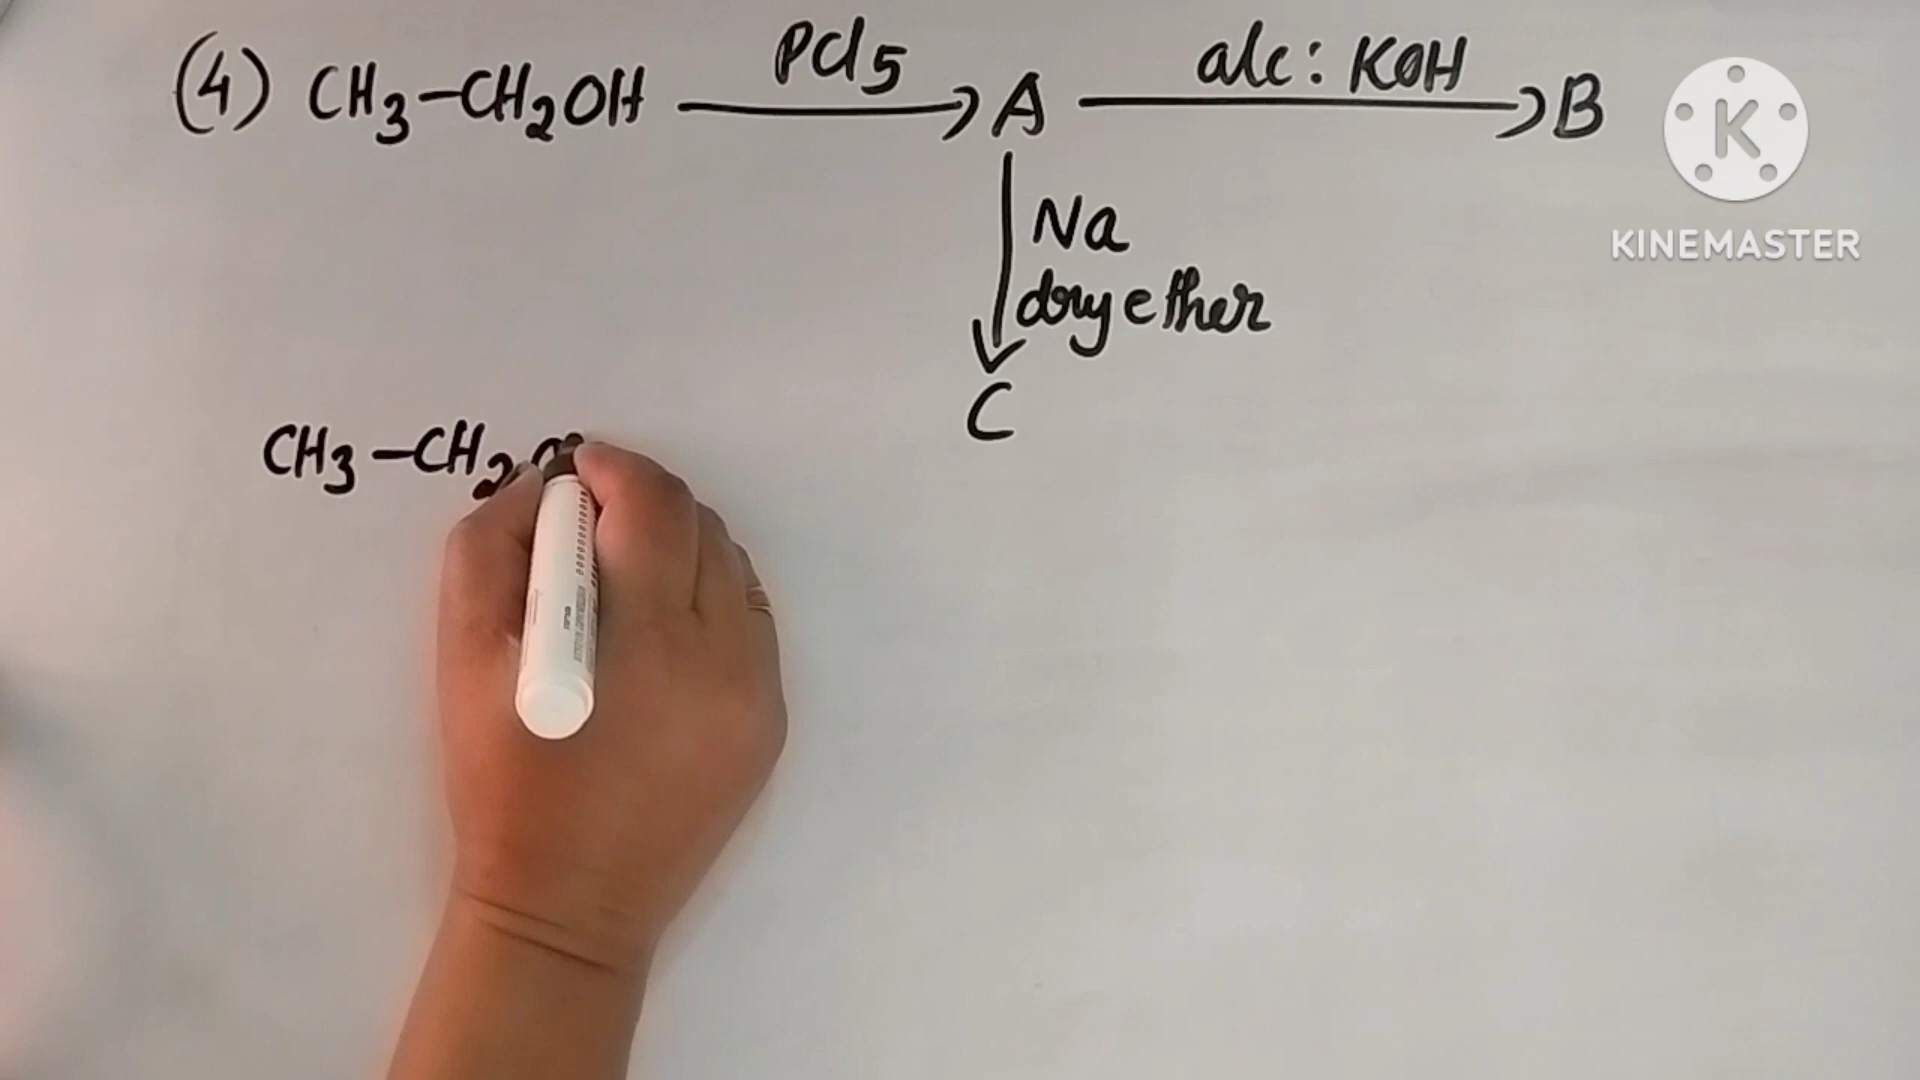 (4) CH3-CH2OH PCl5 → A alc: KOH → B
K
KINEMASTER
Na
dry ether
C
CH3-CH2